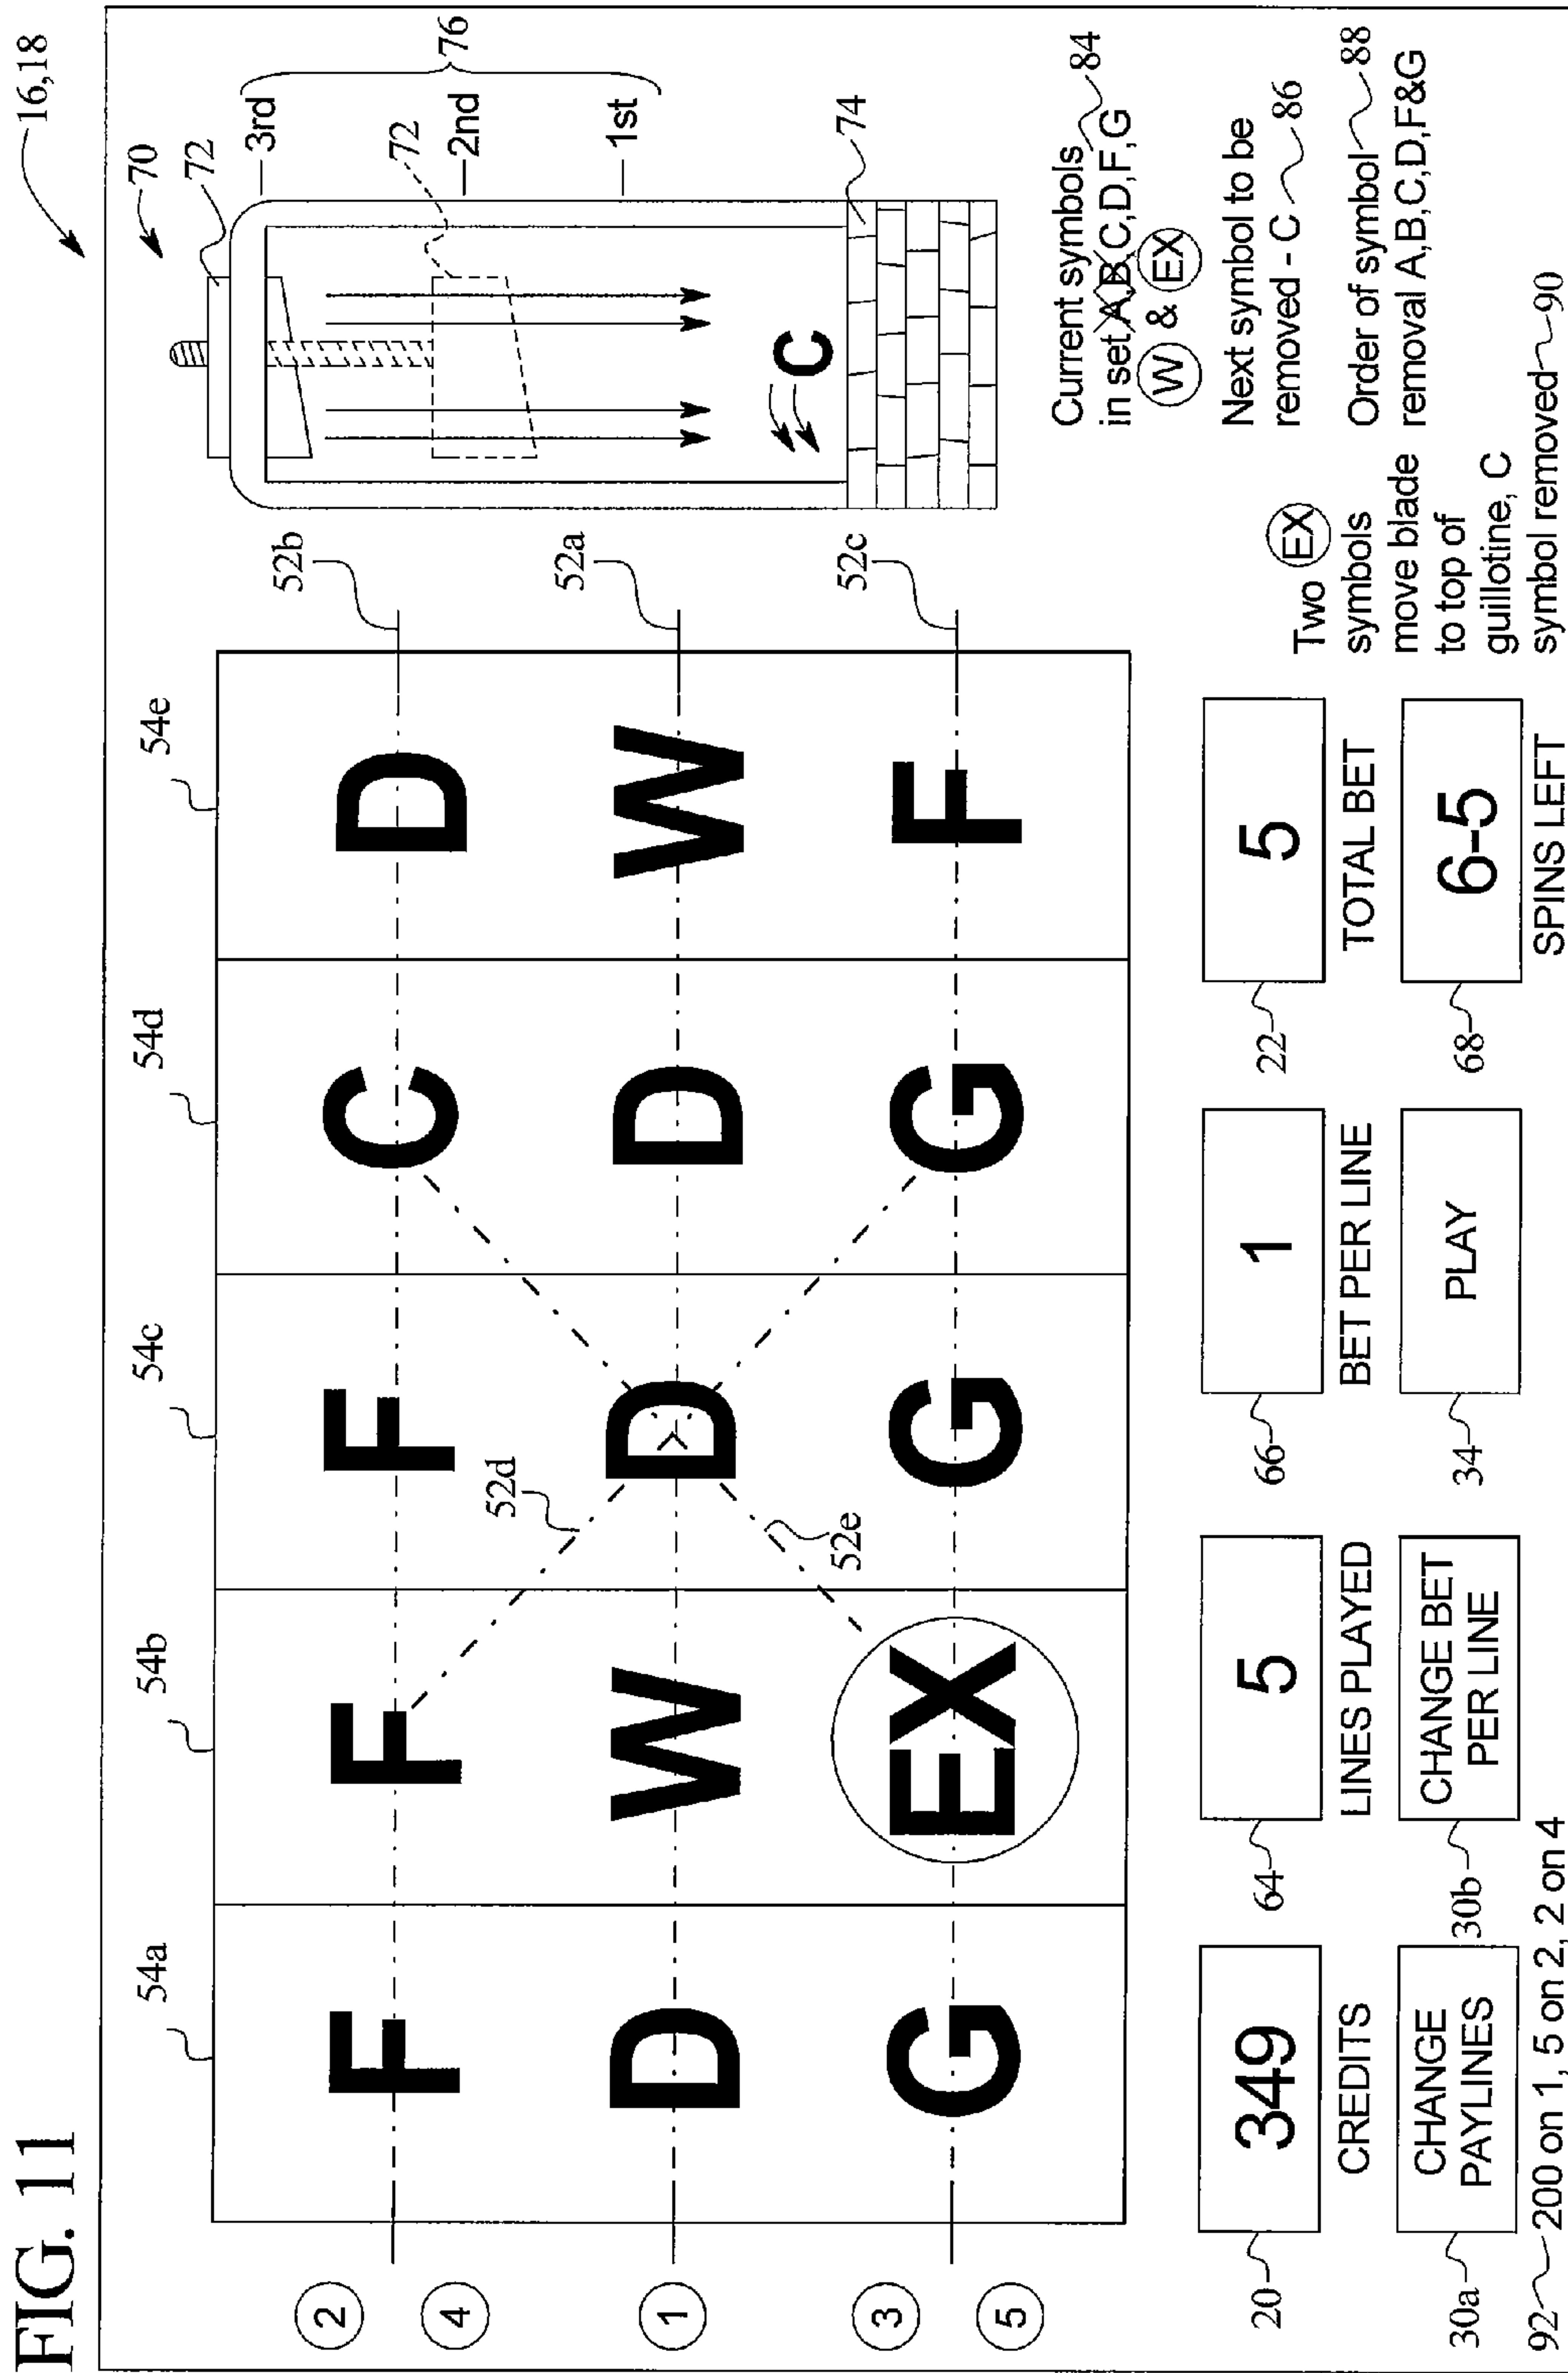 FIG. 11
16,18
54a
54b
54c
54d
54e
52b
70
72
3rd
76
2
F
F
F
C
D
4
52d
72
2nd
1
D
W
D
D
W
52a
1st
52e
C
3
G
EX
G
G
F
52c
74
5
20
349
64
5
66
1
22
5
CREDITS
LINES PLAYED
BET PER LINE
TOTAL BET
30a
CHANGE
PAYLINES
30b
CHANGE BET
PER LINE
34
PLAY
68
6-5
SPINS LEFT
92 200 on 1, 5 on 2, 2 on 4
Current symbols 84
in set A,B,C,D,F,G
W & EX
Next symbol to be
removed - C 86
Order of symbol 88
removal A,B,C,D,F&G
Two EX
symbols
move blade
to top of
guillotine, C
symbol removed 90